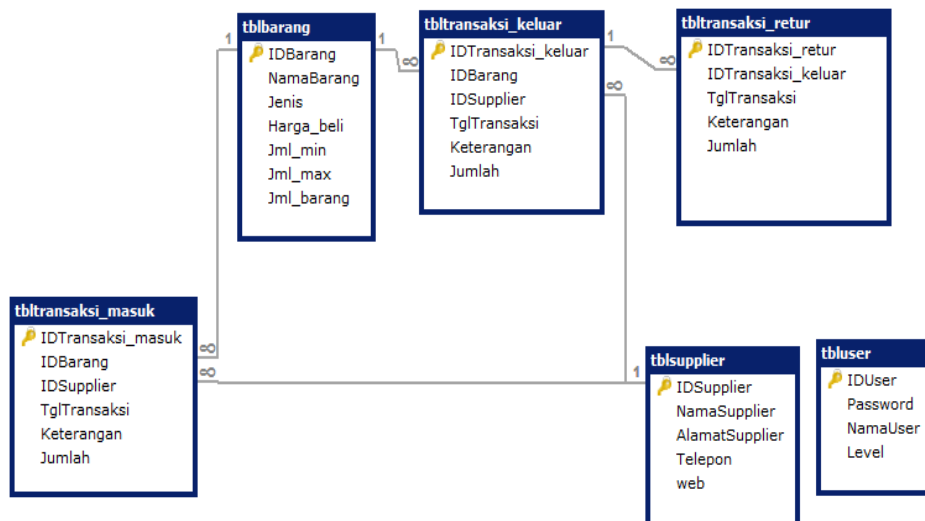 tblbarang
IDBarang
NamaBarang
Jenis
Harga_beli
Jml_min
Jml_max
Jml_barang
1
1
tbltransaksi_keluar
IDTransaksi_keluar
IDBarang
IDSupplier
TglTransaksi
Keterangan
Jumlah
∞
1
∞
tbltransaksi_retur
IDTransaksi_retur
IDTransaksi_keluar
TglTransaksi
Keterangan
Jumlah
∞
tbltransaksi_masuk
IDTransaksi_masuk
IDBarang
IDSupplier
TglTransaksi
Keterangan
Jumlah
∞
∞
tblsupplier
IDSupplier
NamaSupplier
AlamatSupplier
Telepon
web
1
tbluser
IDUser
Password
NamaUser
Level